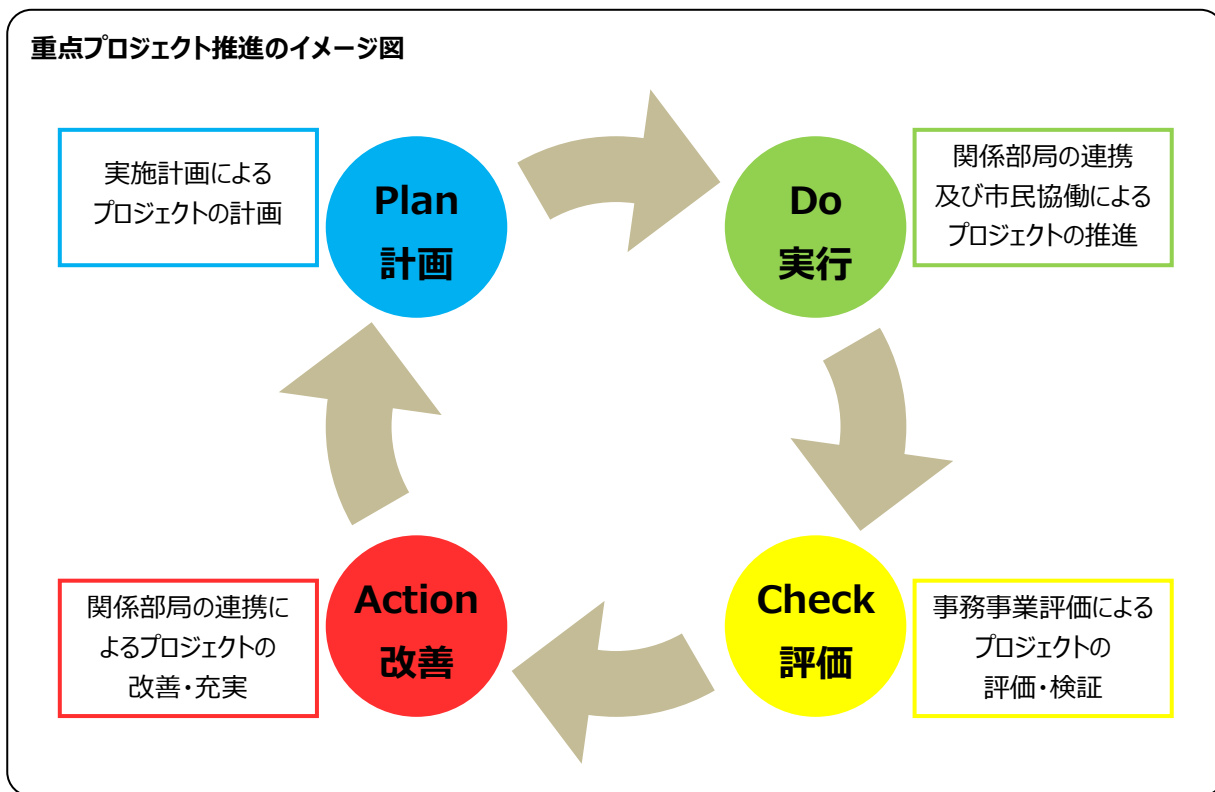 重点プロジェクト推進のイメージ図
実施計画による
プロジェクトの計画
Plan
計画
Do
実行
関係部局の連携
及び市民協働による
プロジェクトの推進
関係部局の連携に
よるプロジェクトの
改善・充実
Action
改善
Check
評価
事務事業評価による
プロジェクトの
評価・検証